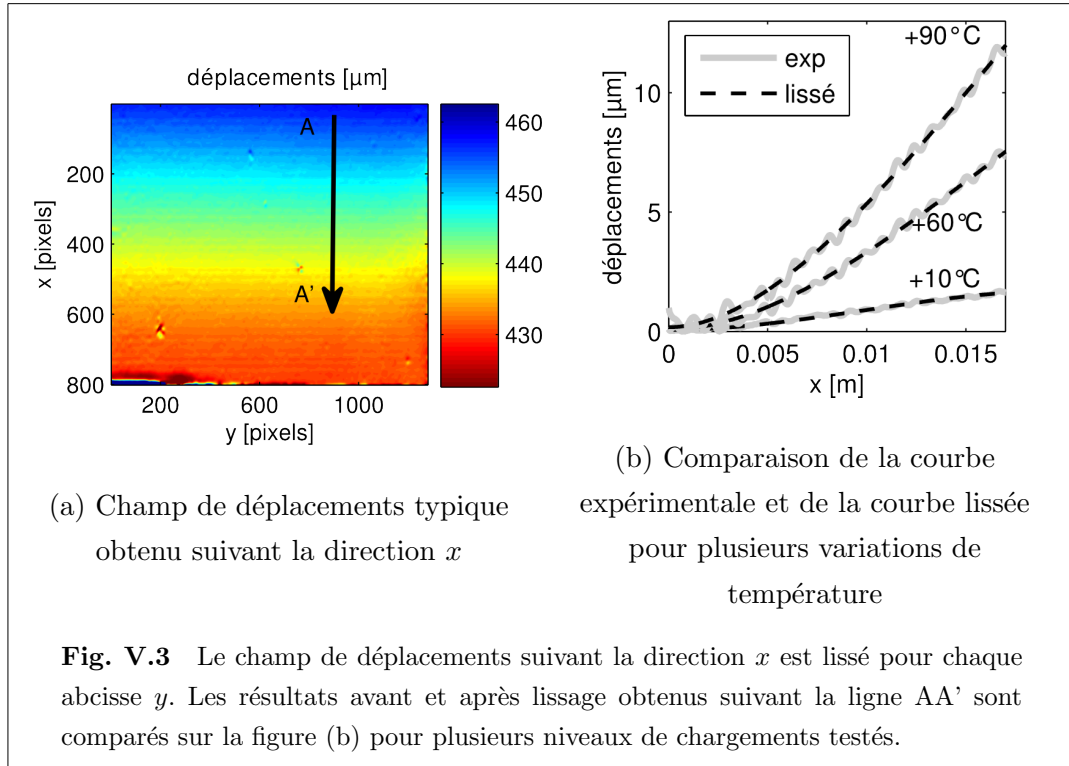 déplacements [µm]
A
A'
200
400
600
800
x [pixels]
200
600
1000
y [pixels]
460
450
440
430
(a) Champ de déplacements typique
obtenu suivant la direction x
exp
lissé
+90°C
+60°C
+10°C
10
5
0
déplacements [µm]
0
0.005
0.01
0.015
x [m]
(b) Comparaison de la courbe
expérimentale et de la courbe lissée
pour plusieurs variations de
température
Fig. V.3 Le champ de déplacements suivant la direction x est lissé pour chaque
abcisse y. Les résultats avant et après lissage obtenus suivant la ligne AA' sont
comparés sur la figure (b) pour plusieurs niveaux de chargements testés.